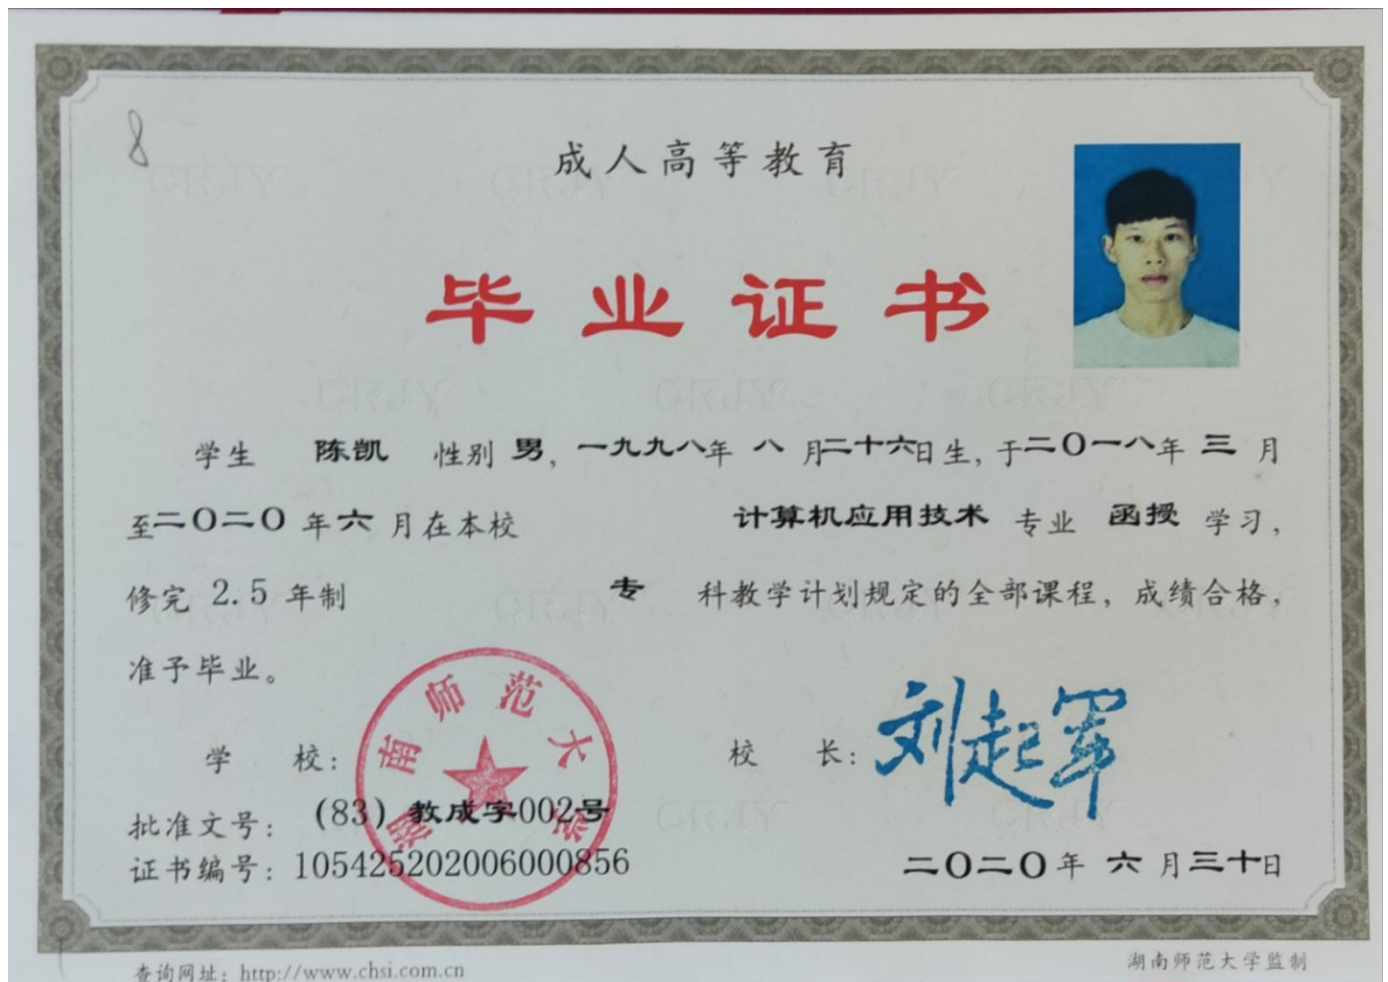 8
成人高等教育
毕业证书
学生 陈凯 性别 男，一九九八年 八 月二十六日生，于二〇一八年 三 月
至二〇二〇 年 六 月在本校 计算机应用技术 专业 函授 学习，
修完 2.5 年制 专 科教学计划规定的全部课程，成绩合格，
准予毕业。
湖南师范大学
学 校： 校 长：刘起军
批准文号：（83）教成字002号
证书编号：105425202006000856 二〇二〇年 六 月三十日
查询网址：http://www.chsi.com.cn 湖南师范大学监制